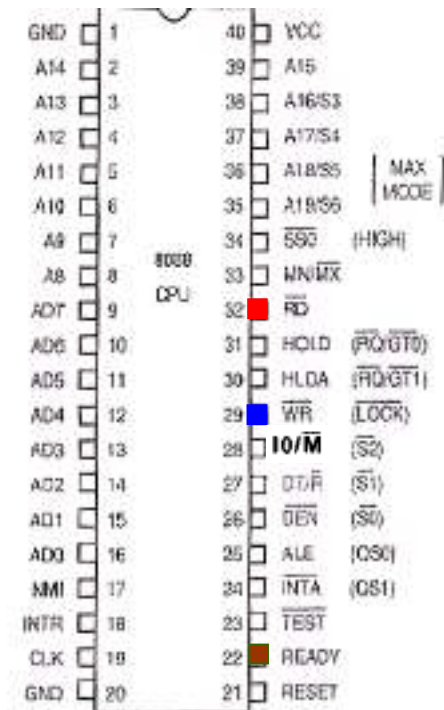 GND 1 40 VCC
A14 2 39 A15
A13 3 38 A16/S3
A12 4 37 A17/S4
A11 5 36 A18/S5 MAX
MODE
A10 6 35 A19/S6
A9 7 34 SS0 (HIGH)
8088
CPU
A8 8 33 MN/MX
AD7 9 32 RD
AD6 10 31 HOLD (RQ/GT0)
AD5 11 30 HLDA (RQ/GT1)
AD4 12 29 WR (LOCK)
AD3 13 28 IO/M (S2)
AD2 14 27 DT/R (S1)
AD1 15 26 DEN (S0)
AD0 16 25 ALE (QS0)
NMI 17 24 INTA (QS1)
INTR 18 23 TEST
CLK 19 22 READY
GND 20 21 RESET